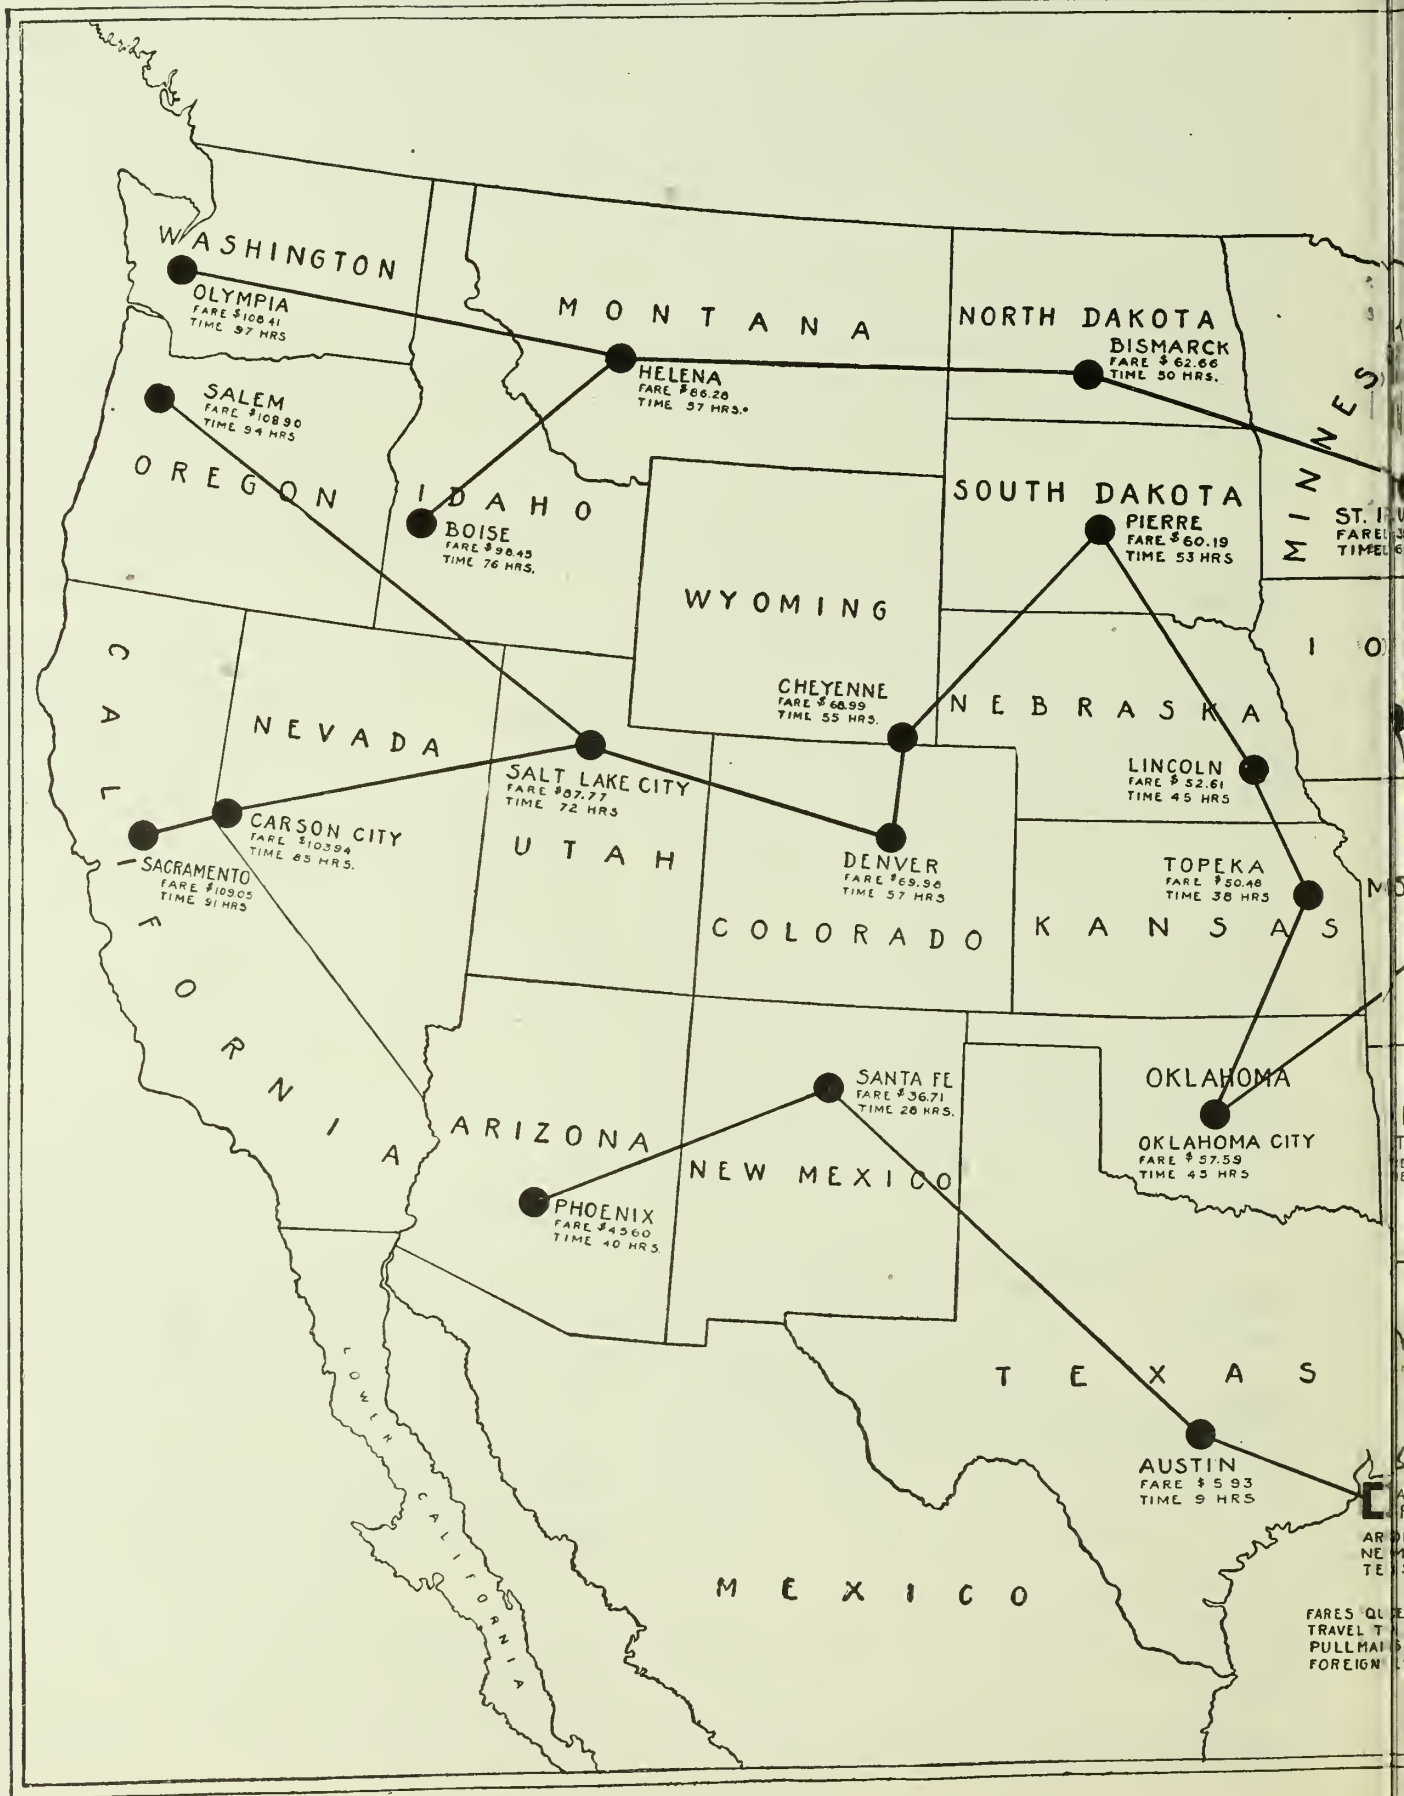 WASHINGTON
OLYMPIA
FARE $108.41
TIME 97 HRS
MONTANA
HELENA
FARE $86.28
TIME 57 HRS.
NORTH DAKOTA
BISMARCK
FARE $62.66
TIME 50 HRS.
SALEM
FARE $108 90
TIME 94 HRS
OREGON
IDAHO
BOISE
FARE $98.45
TIME 76 HRS.
SOUTH DAKOTA
PIERRE
FARE $60.19
TIME 53 HRS
MINNES
ST.
WYOMING
CHEYENNE
FARE $68.99
TIME 55 HRS.
NEBRASKA
LINCOLN
FARE $52.61
TIME 45 HRS
IO
NEVADA
SALT LAKE CITY
FARE $87.77
TIME 72 HRS
UTAH
CARSON CITY
FARE $103 94
TIME 85 HRS.
SACRAMENTO
FARE $109.05
TIME 91 HRS
CALIFORNIA
DENVER
FARE $69.98
TIME 57 HRS
COLORADO
TOPEKA
FARE $50.48
TIME 38 HRS
KANSAS
SANTA FE
FARE $36.71
TIME 28 HRS.
OKLAHOMA
OKLAHOMA CITY
FARE $57.59
TIME 45 HRS
ARIZONA
NEW MEXICO
PHOENIX
FARE $45 60
TIME 40 HRS.
TEXAS
AUSTIN
FARE $5 93
TIME 9 HRS
LOWER CALIFORNIA
MEXICO
FARES
TRAVEL
FOREIGN